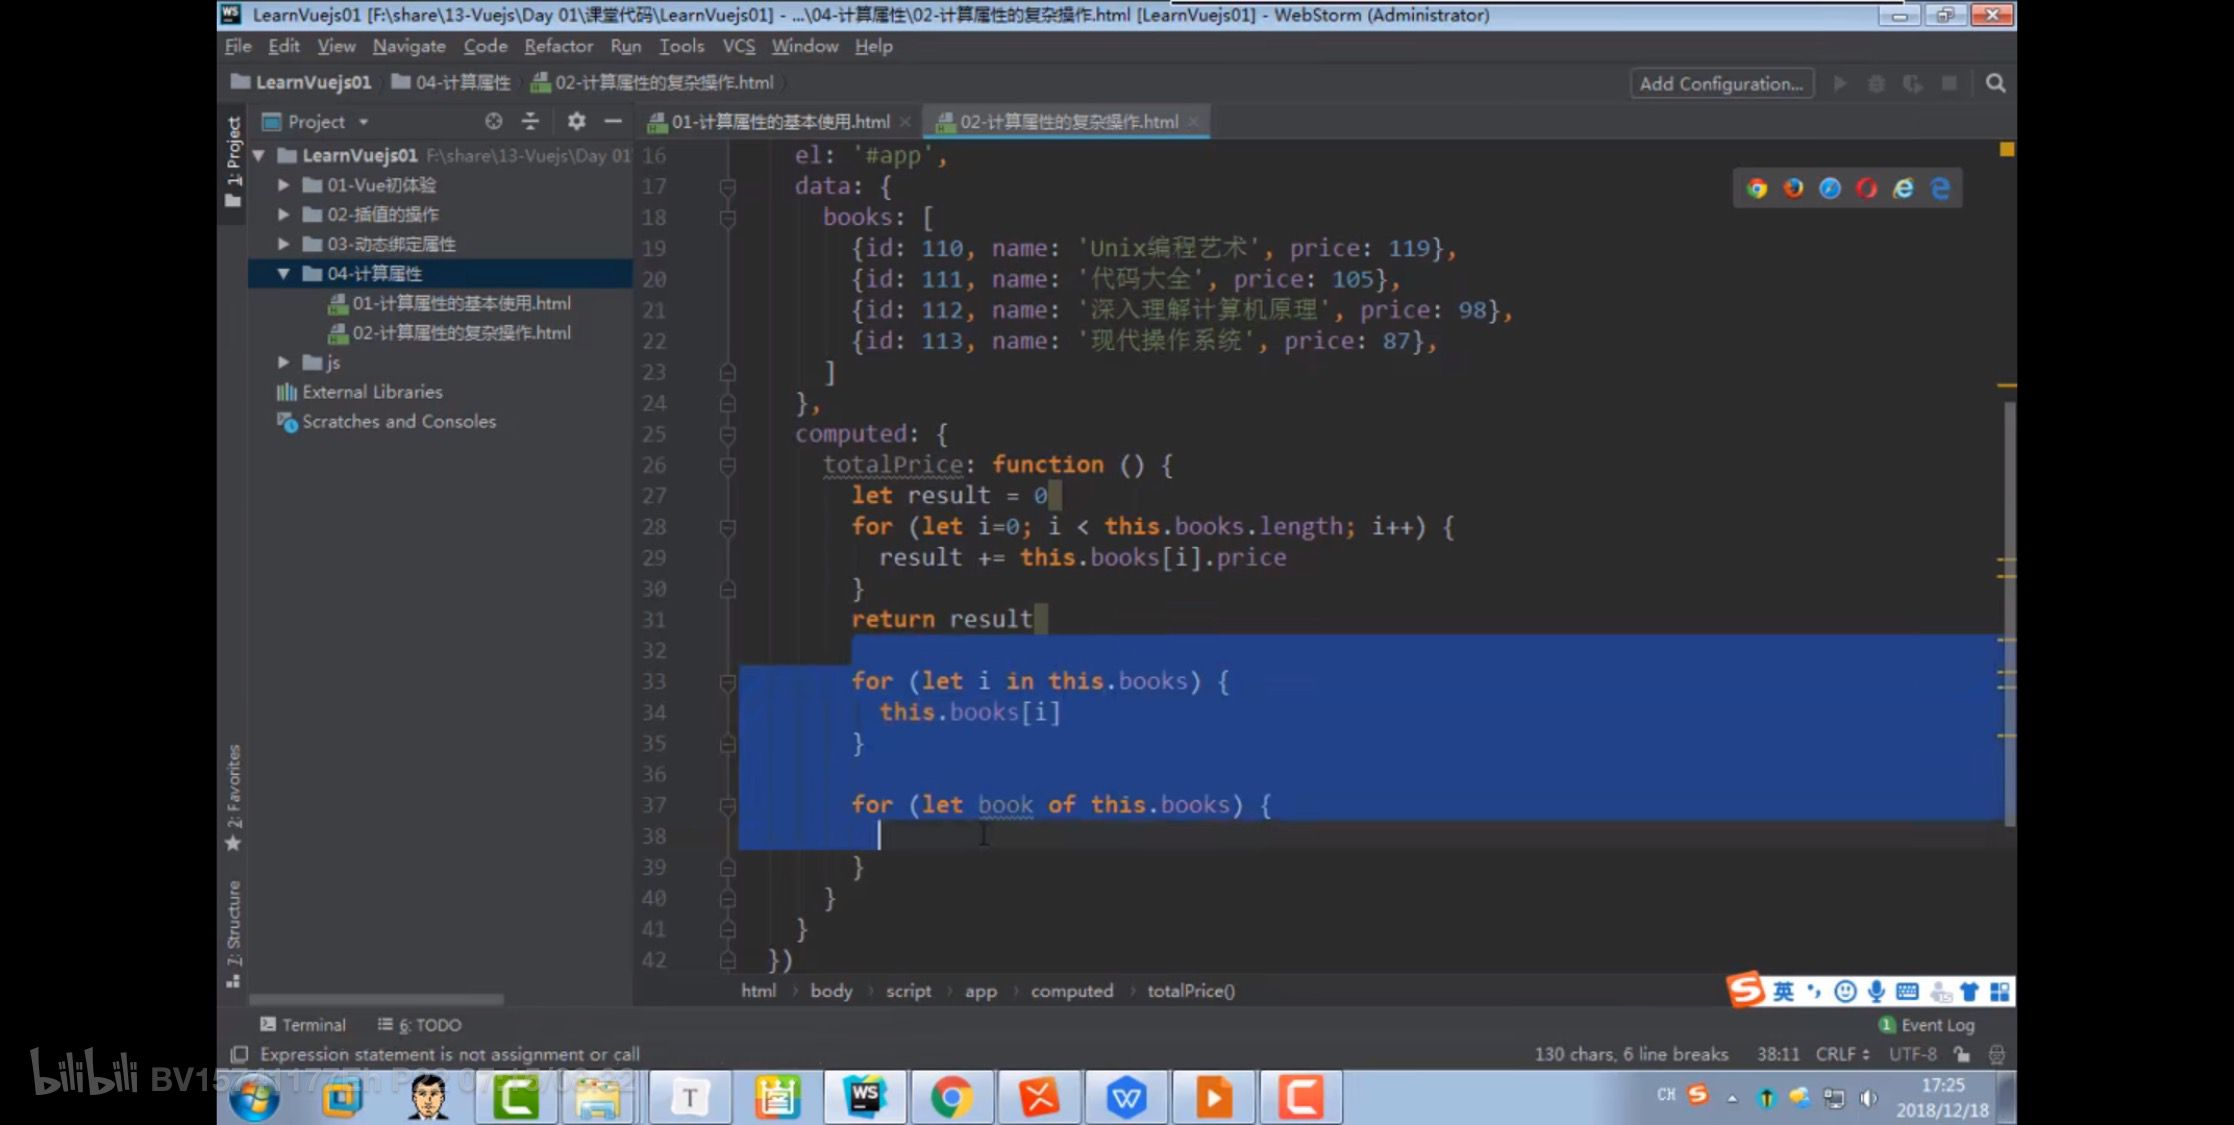 LearnVuejs01 [F:\share\13-Vuejs\Day 01\课堂代码\LearnVuejs01] - ...\04-计算属性\02-计算属性的复杂操作.html [LearnVuejs01] - WebStorm (Administrator)
File Edit View Navigate Code Refactor Run Tools VCS Window Help
LearnVuejs01 04-计算属性 02-计算属性的复杂操作.html Add Configuration...
1: Project
Project
01-计算属性的基本使用.html 02-计算属性的复杂操作.html
LearnVuejs01 F:\share\13-Vuejs\Day 01\
01-Vue初体验
02-插值的操作
03-动态绑定属性
04-计算属性
01-计算属性的基本使用.html
02-计算属性的复杂操作.html
js
External Libraries
Scratches and Consoles
2: Favorites
7: Structure
16 el: '#app',
17 data: {
18 books: [
19 {id: 110, name: 'Unix编程艺术', price: 119},
20 {id: 111, name: '代码大全', price: 105},
21 {id: 112, name: '深入理解计算机原理', price: 98},
22 {id: 113, name: '现代操作系统', price: 87},
23 ]
24 },
25 computed: {
26 totalPrice: function () {
27 let result = 0
28 for (let i=0; i < this.books.length; i++) {
29 result += this.books[i].price
30 }
31 return result
32
33 for (let i in this.books) {
34 this.books[i]
35 }
36
37 for (let book of this.books) {
38
39 }
40 }
41 }
42 })
html body script app computed totalPrice()
英
Terminal 6: TODO 1 Event Log
Expression statement is not assignment or call 130 chars, 6 line breaks 38:11 CRLF UTF-8
bilibili
CH
17:25
2018/12/18